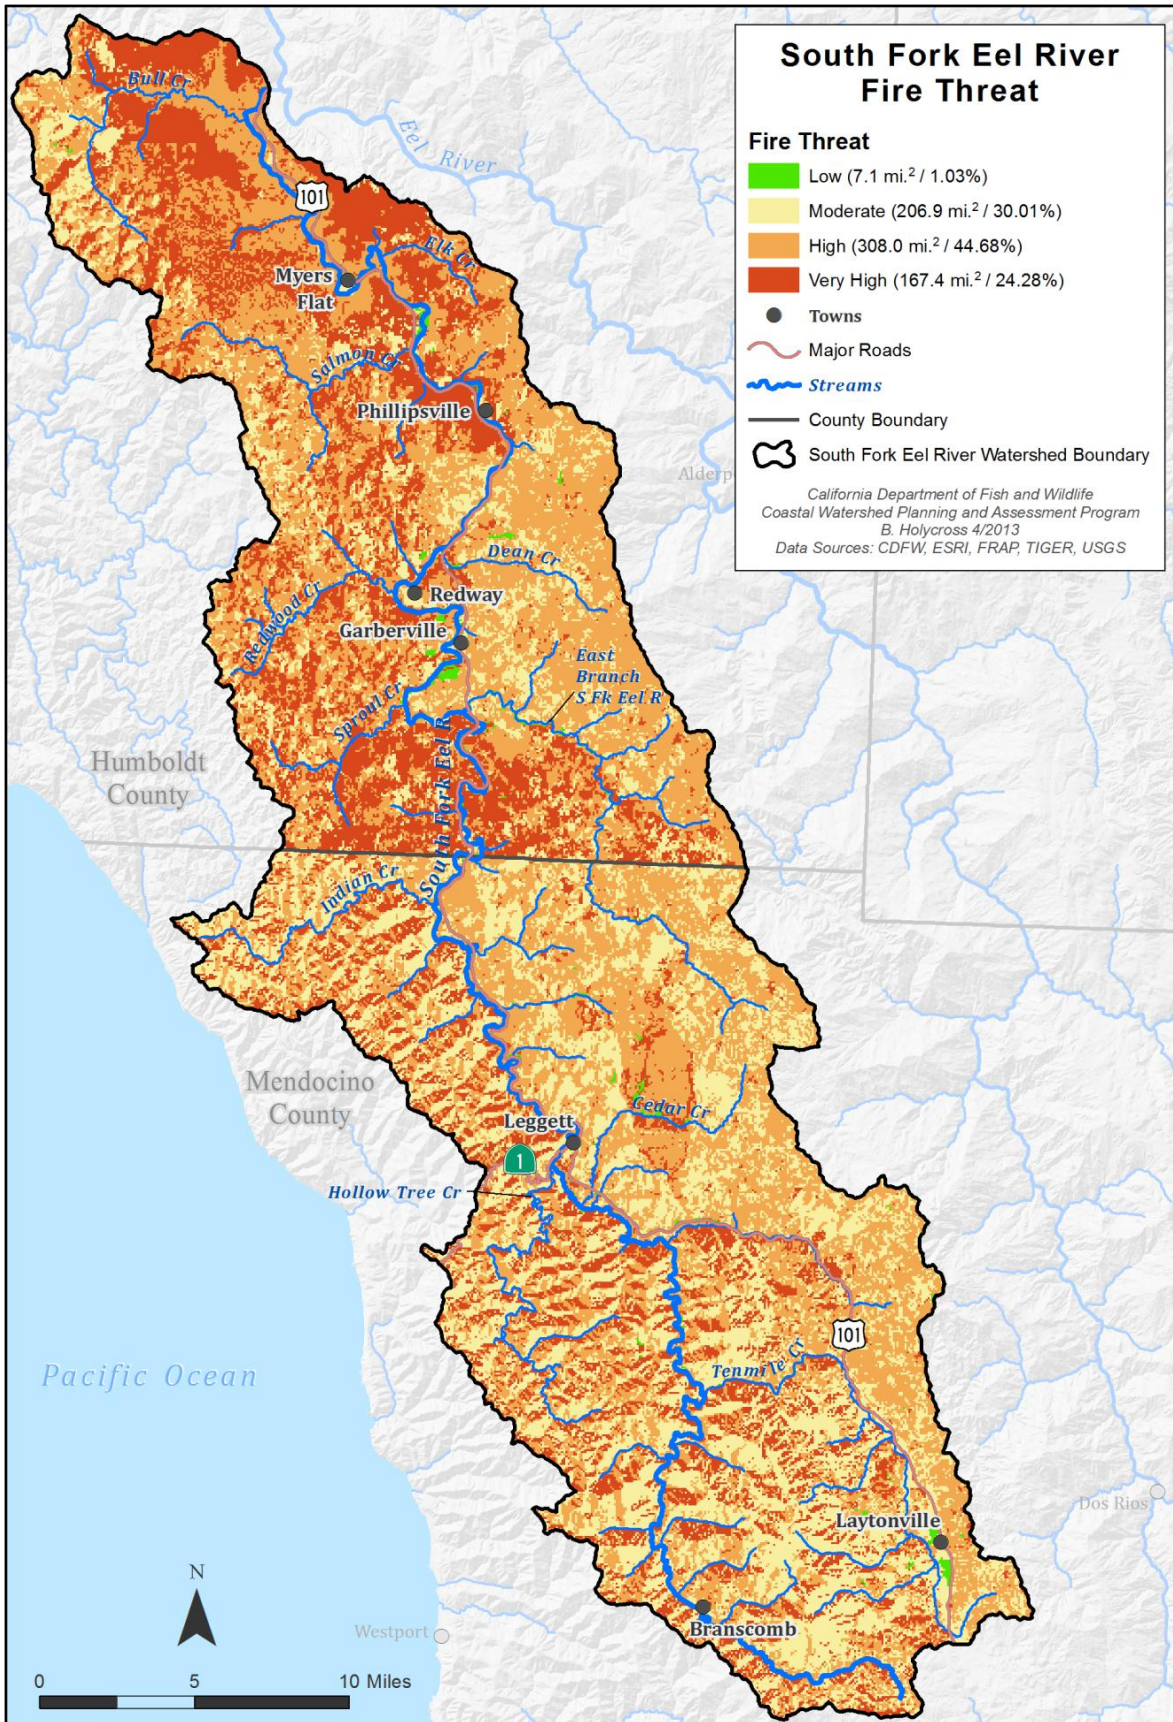 South Fork Eel River
Fire Threat
Fire Threat
Low (7.1 mi.² / 1.03%)
Moderate (206.9 mi.² / 30.01%)
High (308.0 mi.² / 44.68%)
Very High (167.4 mi.² / 24.28%)
Towns
Major Roads
Streams
County Boundary
South Fork Eel River Watershed Boundary
California Department of Fish and Wildlife
Coastal Watershed Planning and Assessment Program
B. Holycross 4/2013
Data Sources: CDFW, ESRI, FRAP, TIGER, USGS
Bull Cr
Eel River
101
Elk Cr
Myers
Flat
Salmon Cr
Phillipsville
Alderp
Dean Cr
Redway
Redwood Cr
Garberville
East
Branch
S Fk Eel R
Sproul Cr
South Fork Eel R
Humboldt
County
Indian Cr
Mendocino
County
Cedar Cr
Leggett
1
Hollow Tree Cr
101
Pacific Ocean
Tenmile Cr
Dos Rios
Laytonville
N
Branscomb
Westport
0 5 10 Miles